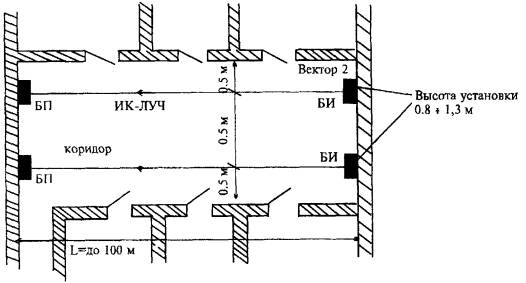 Вектор 2
0.5 м
БП
ИК-ЛУЧ
БИ
Высота установки
0.8 ÷ 1,3 м
0.5 м
коридор
БИ
БП
0.5 м
L=до 100 м